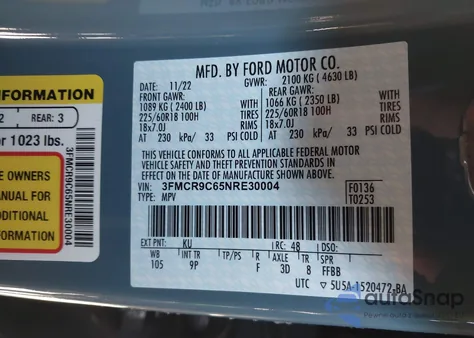 MFD. BY FORD MOTOR CO.
DATE: 11/22 GVWR: 2100 KG ( 4630 LB)
FRONT GAWR: REAR GAWR:
1089 KG ( 2400 LB) WITH 1066 KG ( 2350 LB) WITH
225/60R18 100H TIRES 225/60R18 100H TIRES
18x7.0J RIMS 18x7.0J RIMS
AT 230 kPa/ 33 PSI COLD AT 230 kPa/ 33 PSI COLD
THIS VEHICLE CONFORMS TO ALL APPLICABLE FEDERAL MOTOR
VEHICLE SAFETY AND THEFT PREVENTION STANDARDS IN
EFFECT ON THE DATE OF MANUFACTURE SHOWN ABOVE.
VIN: 3FMCR9C65NRE30004 F0136
TYPE: MPV T0253
EXT PNT: KU RC: 48 DSO:
WB INT TR TP/PS R AXLE TR SPR
105 9P F 3D 8 FFBB
UTC ▽ 5U5A-1520472-BA
INFORMATION
2 REAR: 3
or 1023 lbs.
E OWNERS
ANUAL FOR
ADDITIONAL
FORMATION
3FMCR9C65NRE30004
autoSnap